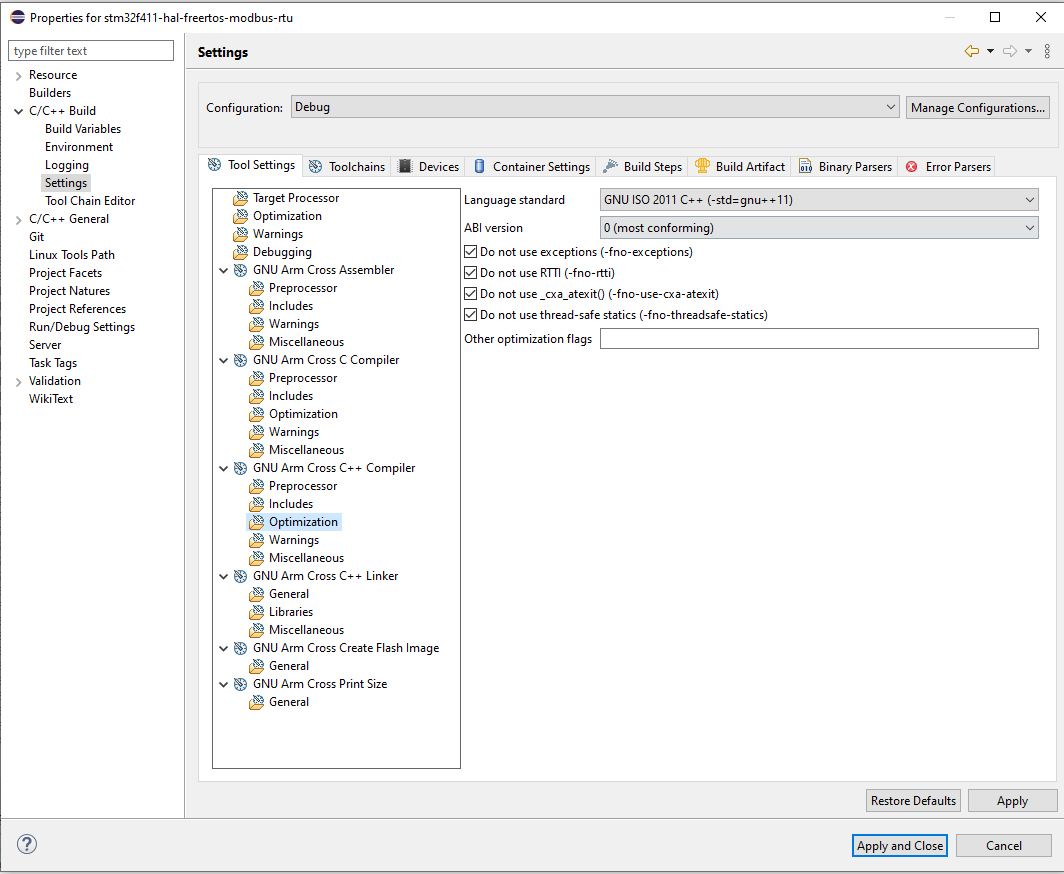 Properties for stm32f411-hal-freertos-modbus-rtu
type filter text
Resource
Builders
C/C++ Build
Build Variables
Environment
Logging
Settings
Tool Chain Editor
C/C++ General
Git
Linux Tools Path
Project Facets
Project Natures
Project References
Run/Debug Settings
Server
Task Tags
Validation
WikiText
Settings
Configuration: Debug Manage Configurations...
Tool Settings Toolchains Devices Container Settings Build Steps Build Artifact Binary Parsers Error Parsers
Target Processor
Optimization
Warnings
Debugging
GNU Arm Cross Assembler
Preprocessor
Includes
Warnings
Miscellaneous
GNU Arm Cross C Compiler
Preprocessor
Includes
Optimization
Warnings
Miscellaneous
GNU Arm Cross C++ Compiler
Preprocessor
Includes
Optimization
Warnings
Miscellaneous
GNU Arm Cross C++ Linker
General
Libraries
Miscellaneous
GNU Arm Cross Create Flash Image
General
GNU Arm Cross Print Size
General
Language standard GNU ISO 2011 C++ (-std=gnu++11)
ABI version 0 (most conforming)
Do not use exceptions (-fno-exceptions)
Do not use RTTI (-fno-rtti)
Do not use _cxa_atexit() (-fno-use-cxa-atexit)
Do not use thread-safe statics (-fno-threadsafe-statics)
Other optimization flags
Restore Defaults Apply
? Apply and Close Cancel